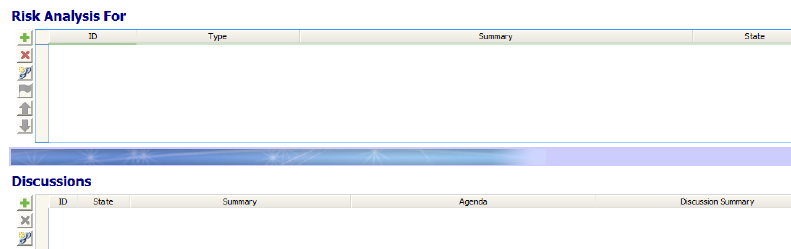 Risk Analysis For
ID Type Summary State
Discussions
ID State Summary Agenda Discussion Summary